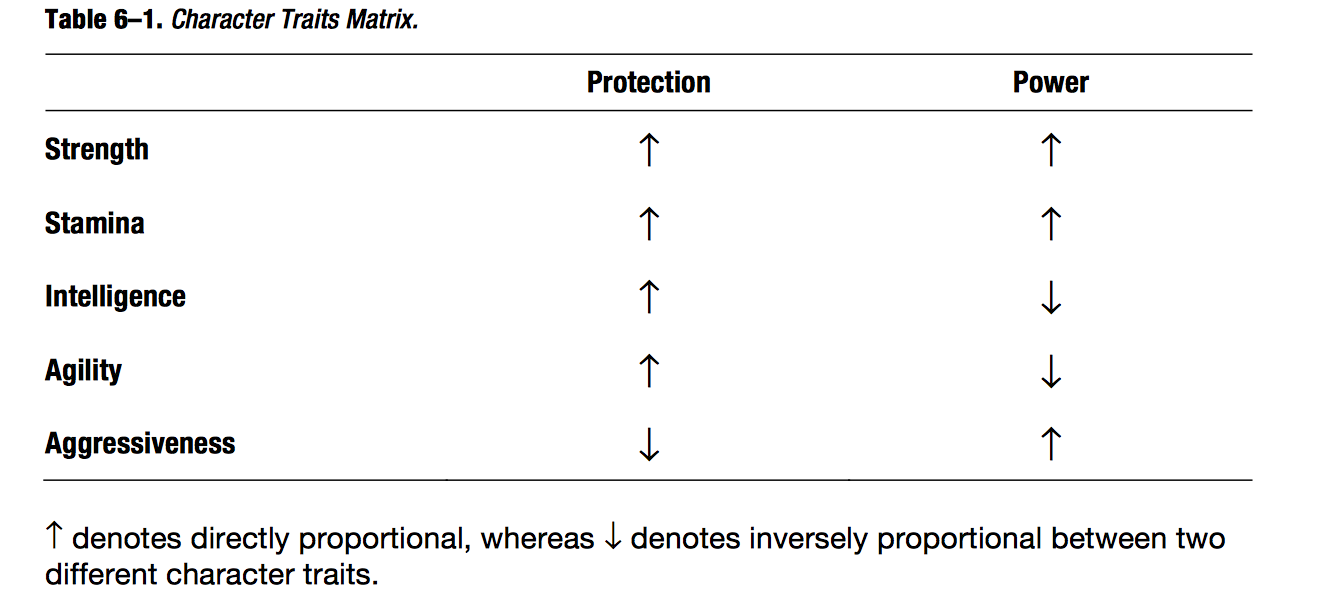 Table 6–1. Character Traits Matrix.
Protection Power
Strength ↑ ↑
Stamina ↑ ↑
Intelligence ↑ ↓
Agility ↑ ↓
Aggressiveness ↓ ↑
↑ denotes directly proportional, whereas ↓ denotes inversely proportional between two
different character traits.